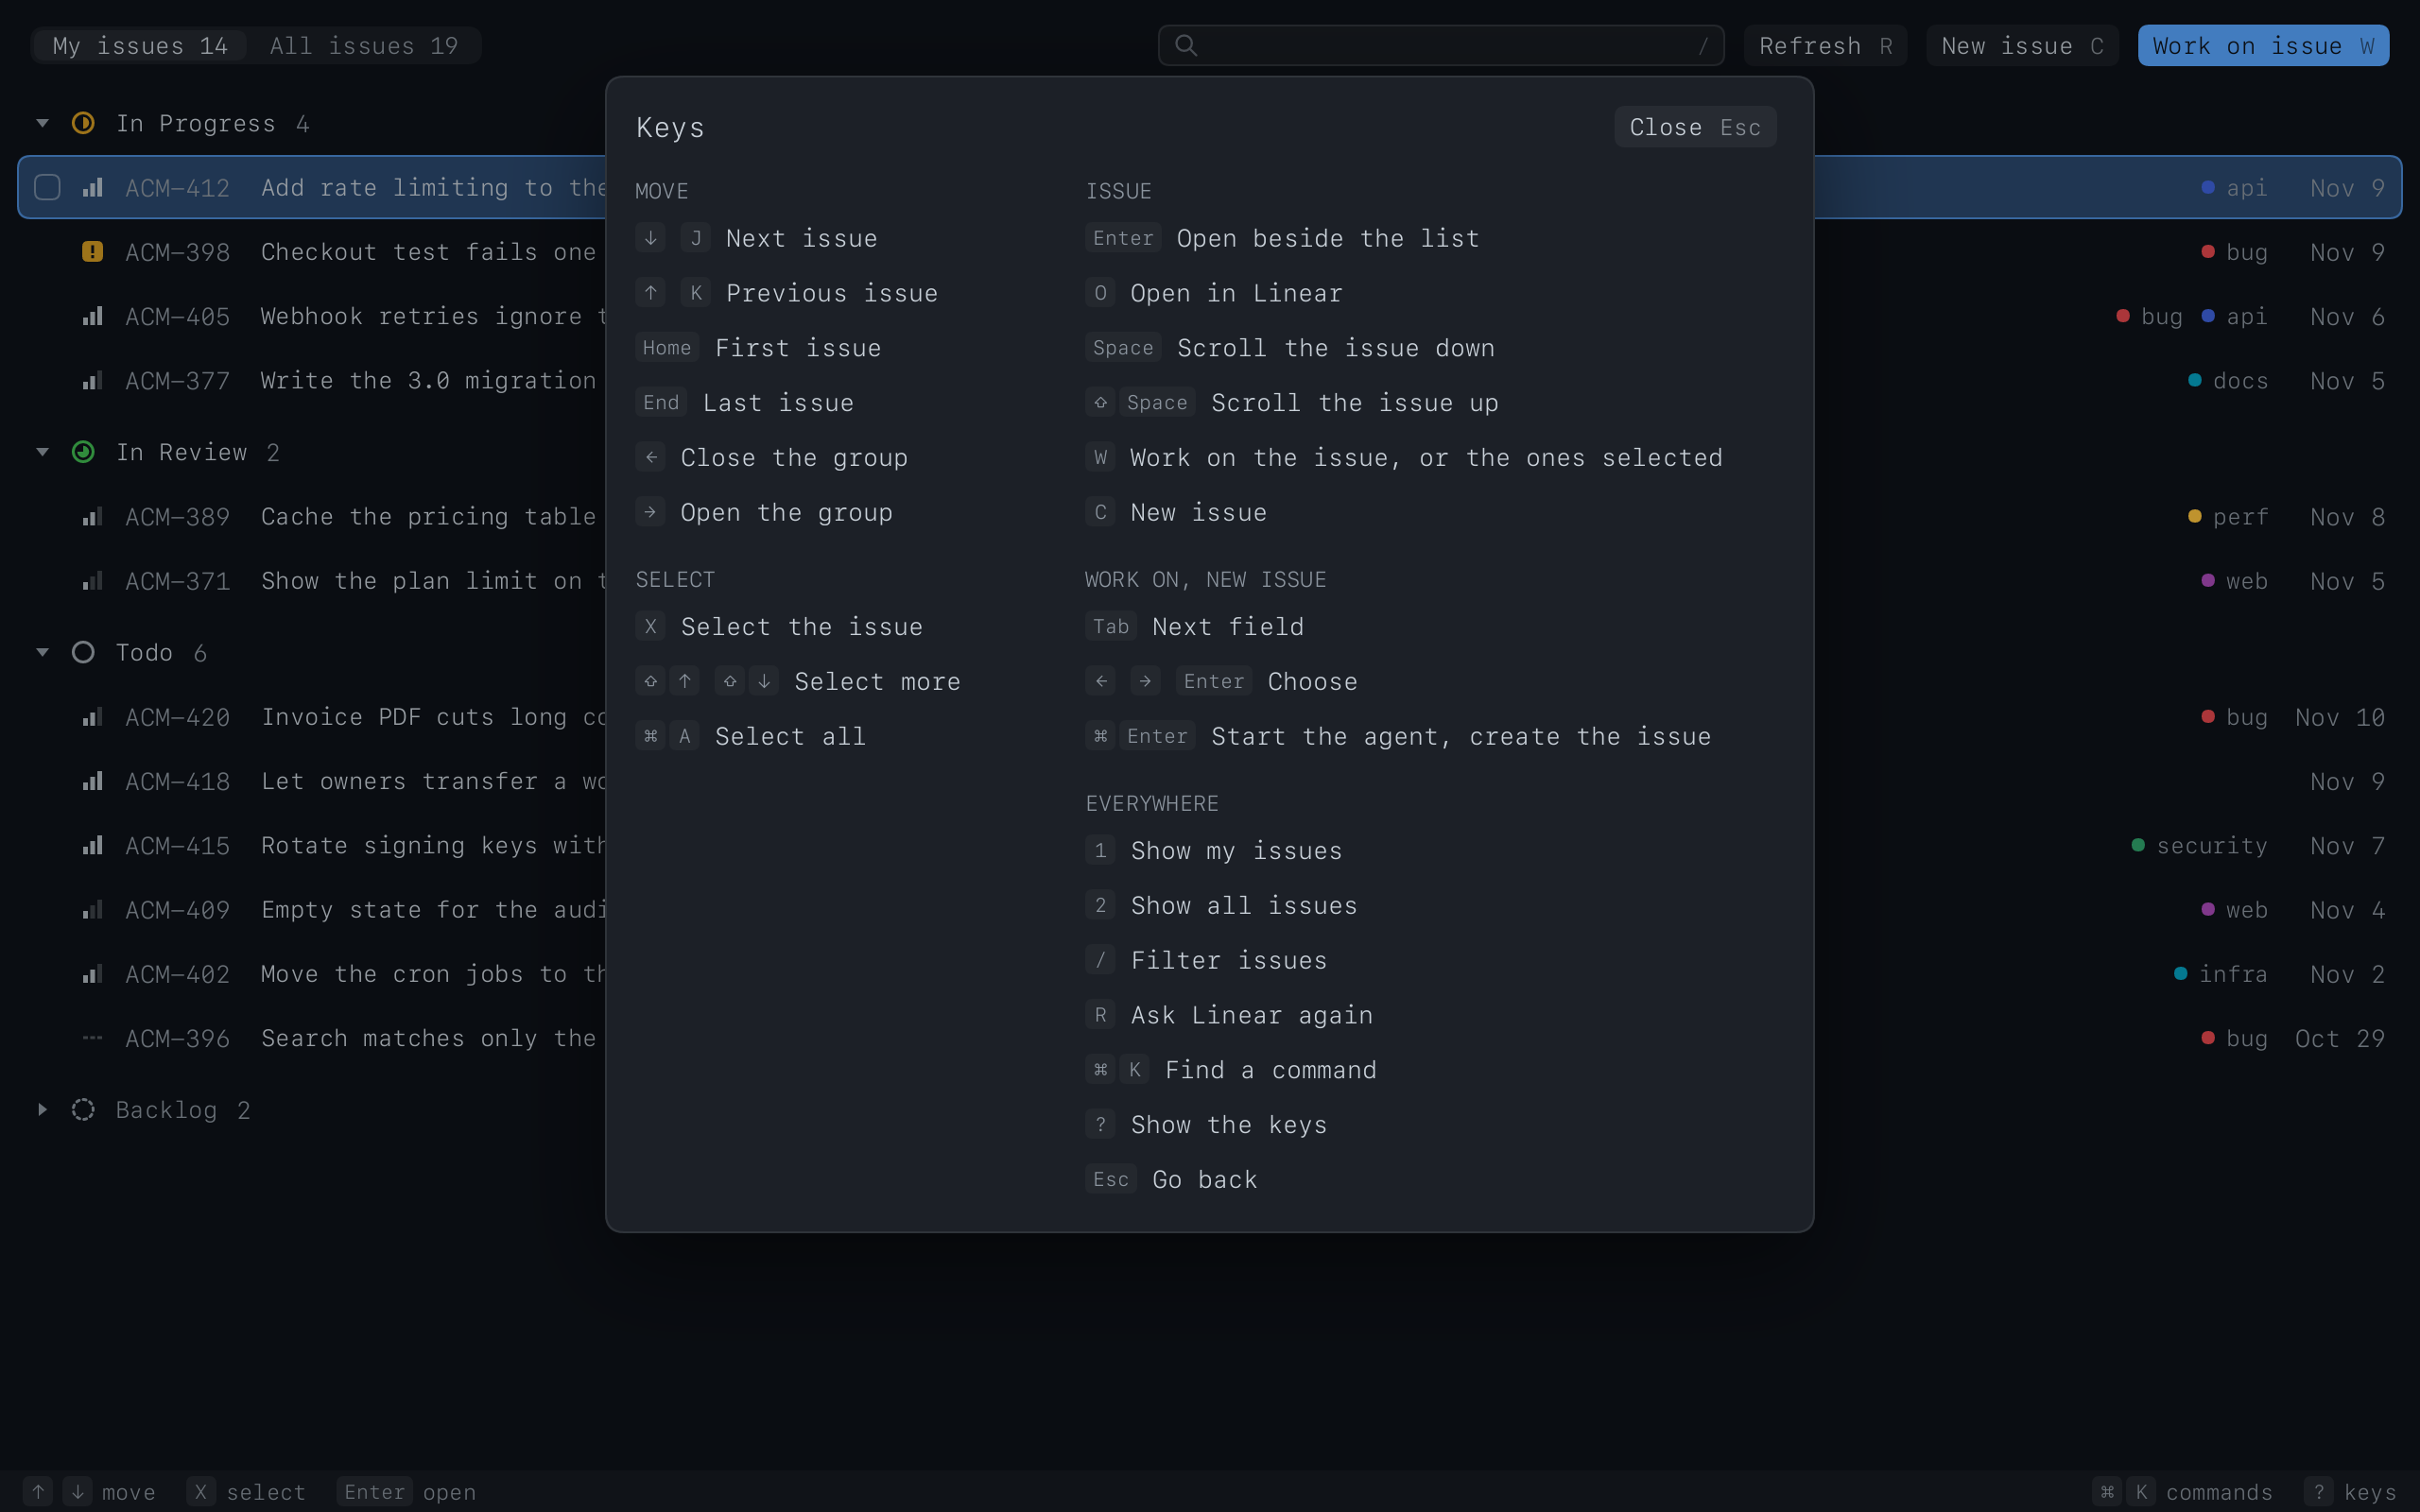 My issues 14 All issues 19 / Refresh R New issue C Work on issue W
In Progress 4
ACM-412 Add rate limiting to the api Nov 9
ACM-398 Checkout test fails one bug Nov 9
ACM-405 Webhook retries ignore bug api Nov 6
ACM-377 Write the 3.0 migration docs Nov 5
In Review 2
ACM-389 Cache the pricing table perf Nov 8
ACM-371 Show the plan limit on web Nov 5
Todo 6
ACM-420 Invoice PDF cuts long bug Nov 10
ACM-418 Let owners transfer a Nov 9
ACM-415 Rotate signing keys with security Nov 7
ACM-409 Empty state for the web Nov 4
ACM-402 Move the cron jobs to infra Nov 2
ACM-396 Search matches only the bug Oct 29
Backlog 2
Keys Close Esc
MOVE
↓ J Next issue
↑ K Previous issue
Home First issue
End Last issue
← Close the group
→ Open the group
SELECT
X Select the issue
⇧ ↑ ⇧ ↓ Select more
⌘ A Select all
ISSUE
Enter Open beside the list
O Open in Linear
Space Scroll the issue down
⇧ Space Scroll the issue up
W Work on the issue, or the ones selected
C New issue
WORK ON, NEW ISSUE
Tab Next field
← → Enter Choose
⌘ Enter Start the agent, create the issue
EVERYWHERE
1 Show my issues
2 Show all issues
/ Filter issues
R Ask Linear again
⌘ K Find a command
? Show the keys
Esc Go back
↑ ↓ move X select Enter open ⌘ K commands ? keys